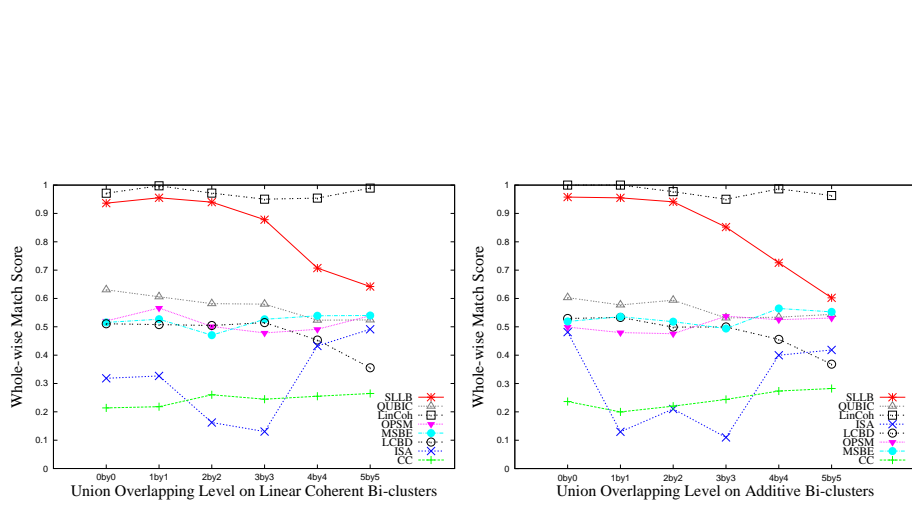 Whole-wise Match Score
1
0.9
0.8
0.7
0.6
0.5
0.4
0.3
0.2
0.1
0
SLLB
QUBIC
LinCoh
OPSM
MSBE
LCBD
ISA
CC
0by0 1by1 2by2 3by3 4by4 5by5
Union Overlapping Level on Linear Coherent Bi-clusters
Whole-wise Match Score
1
0.9
0.8
0.7
0.6
0.5
0.4
0.3
0.2
0.1
0
SLLB
QUBIC
LinCoh
ISA
LCBD
OPSM
MSBE
CC
0by0 1by1 2by2 3by3 4by4 5by5
Union Overlapping Level on Additive Bi-clusters